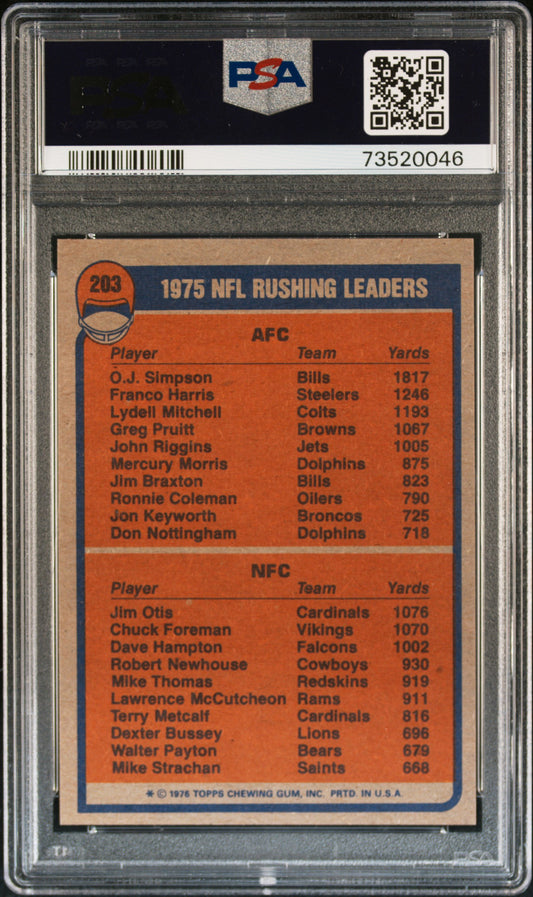 PSA
73520046
203
1975 NFL RUSHING LEADERS
AFC
Player Team Yards
O.J. Simpson Bills 1817
Franco Harris Steelers 1246
Lydell Mitchell Colts 1193
Greg Pruitt Browns 1067
John Riggins Jets 1005
Mercury Morris Dolphins 875
Jim Braxton Bills 823
Ronnie Coleman Oilers 790
Jon Keyworth Broncos 725
Don Nottingham Dolphins 718
NFC
Player Team Yards
Jim Otis Cardinals 1076
Chuck Foreman Vikings 1070
Dave Hampton Falcons 1002
Robert Newhouse Cowboys 930
Mike Thomas Redskins 919
Lawrence McCutcheon Rams 911
Terry Metcalf Cardinals 816
Dexter Bussey Lions 696
Walter Payton Bears 679
Mike Strachan Saints 668
* © 1976 TOPPS CHEWING GUM, INC. PRTD. IN U.S.A.
PSA